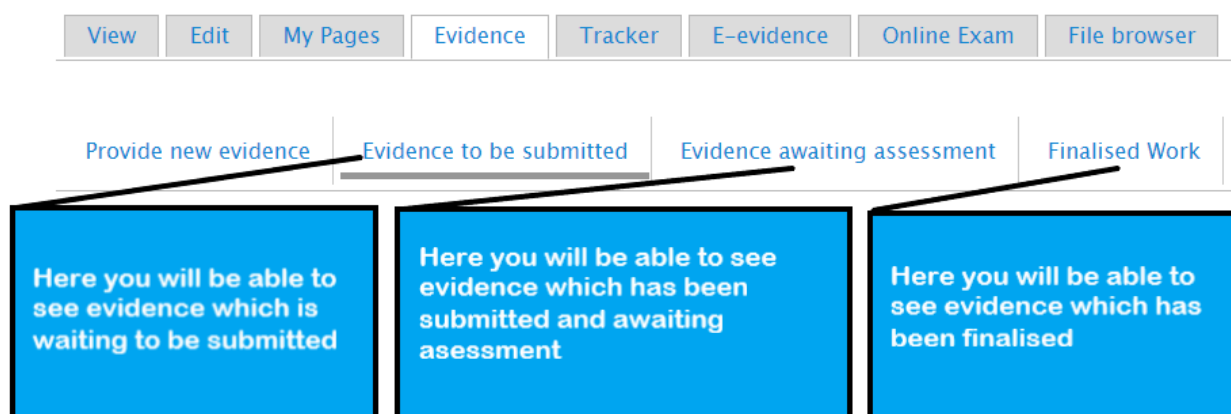 View Edit My Pages Evidence Tracker E-evidence Online Exam File browser
Provide new evidence Evidence to be submitted Evidence awaiting assessment Finalised Work
Here you will be able to
see evidence which is
waiting to be submitted
Here you will be able to see
evidence which has been
submitted and awaiting
asessment
Here you will be able to
see evidence which has
been finalised